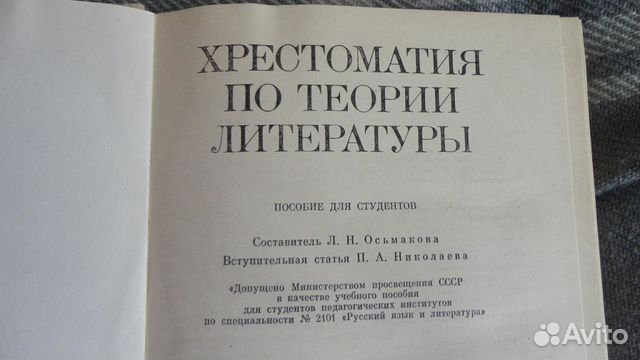 ХРЕСТОМАТИЯ
ПО ТЕОРИИ
ЛИТЕРАТУРЫ
ПОСОБИЕ ДЛЯ СТУДЕНТОВ
Составитель Л. Н. Осьмакова
Вступительная статья П. А. Николаева
«Допущено Министерством просвещения СССР
в качестве учебного пособия
для студентов педагогических институтов
по специальности № 2101 «Русский язык и литература»
Avito